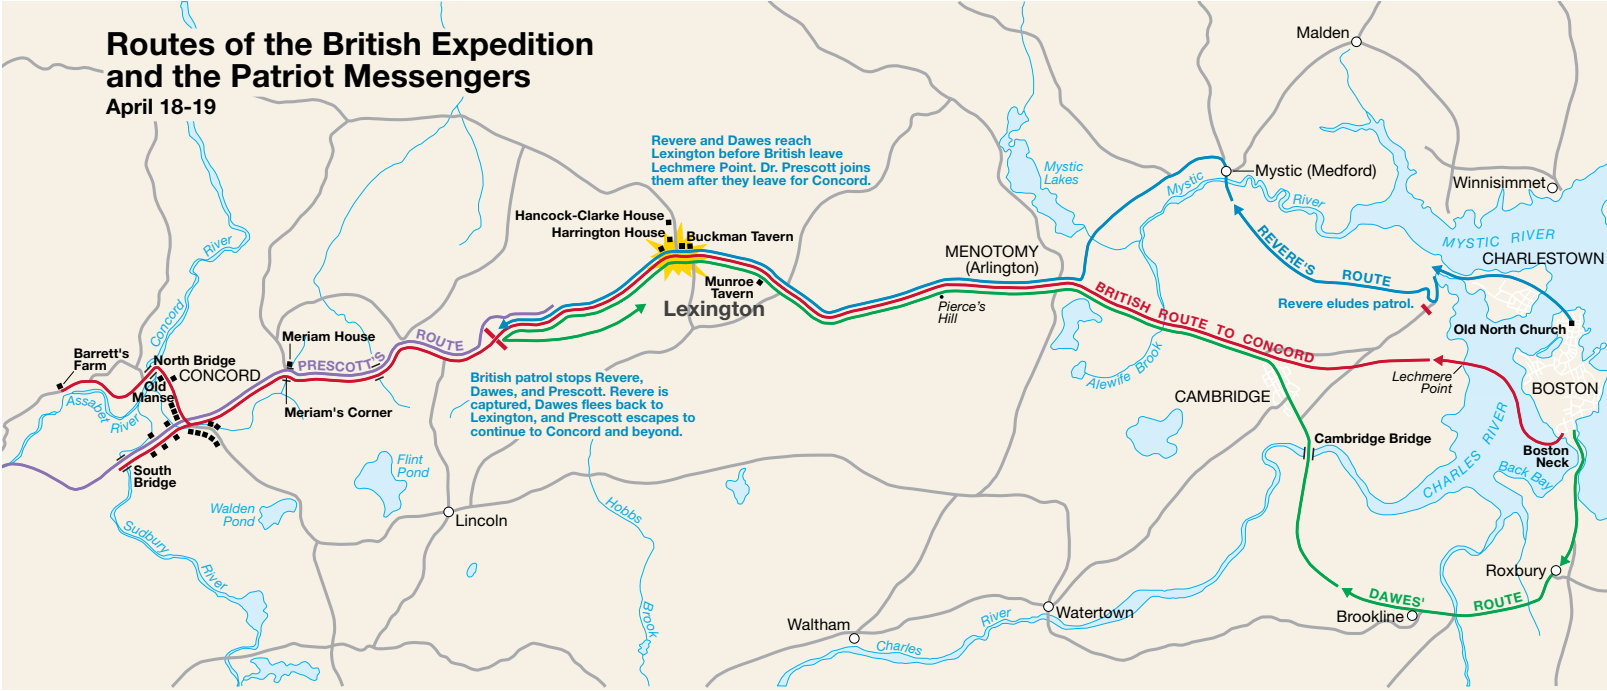 Routes of the British Expedition
and the Patriot Messengers
April 18-19
Malden
Revere and Dawes reach
Lexington before British leave
Lechmere Point. Dr. Prescott joins
them after they leave for Concord.
Mystic
Lakes
Mystic
River
Mystic (Medford)
Winnisimmet
Hancock-Clarke House
Harrington House
Buckman Tavern
Munroe
Tavern
Lexington
MENOTOMY
(Arlington)
Pierce's
Hill
REVERE'S
ROUTE
MYSTIC RIVER
CHARLESTOWN
Revere eludes patrol.
Old North Church
BRITISH ROUTE TO CONCORD
Lechmere
Point
BOSTON
Boston
Neck
Back Bay
CHARLES RIVER
Alewife Brook
CAMBRIDGE
Cambridge Bridge
River
Concord
Meriam House
PRESCOTT'S
ROUTE
Barrett's
Farm
North Bridge
CONCORD
Old
Manse
Assabet
River
Meriam's Corner
South
Bridge
British patrol stops Revere,
Dawes, and Prescott. Revere is
captured, Dawes flees back to
Lexington, and Prescott escapes to
continue to Concord and beyond.
Flint
Pond
Walden
Pond
Lincoln
Sudbury
River
Hobbs
Brook
Waltham
Charles
River
Watertown
Roxbury
DAWES'
ROUTE
Brookline